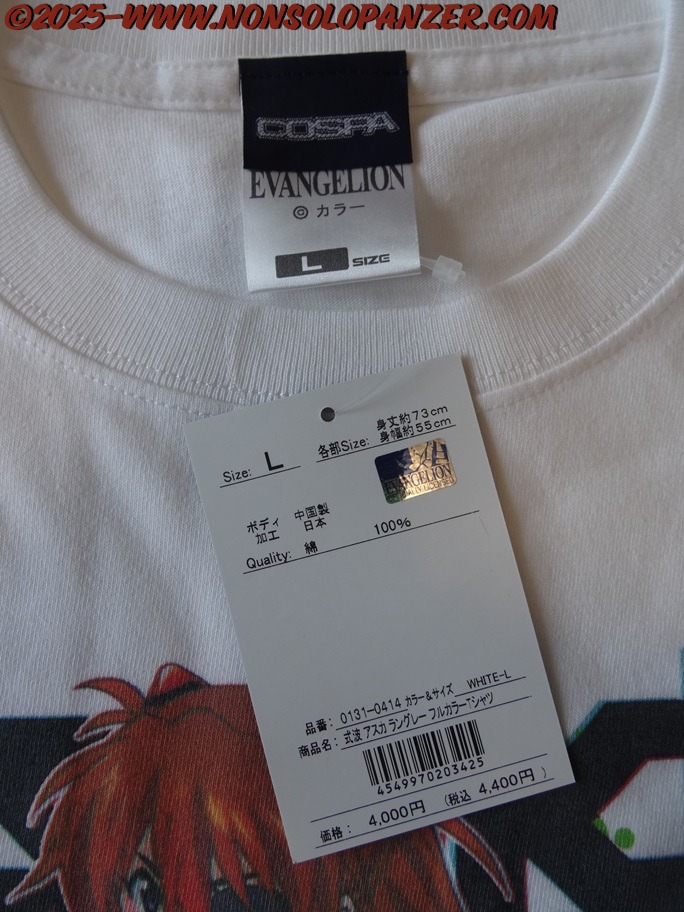 ©2025-WWW.NONSOLOPANZER.COM
COSPA
EVANGELION
© カラー
L SIZE
Size: L 各部Size: 身丈約73cm
身幅約55cm
EVANGELION
ボディ 中国製
加工 日本
Quality: 綿 100%
品番: 0131-0414 カラー&サイズ WHITE-L
商品名: 式波 アスカ ラングレー フルカラーTシャツ
4549970203425
価格: 4,000円 (税込 4,400円)